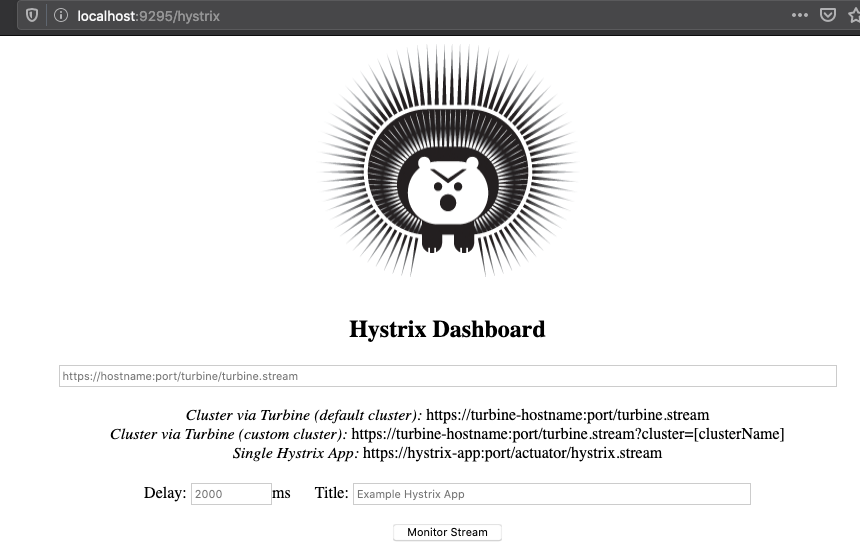 localhost:9295/hystrix
Hystrix Dashboard
https://hostname:port/turbine/turbine.stream
Cluster via Turbine (default cluster): https://turbine-hostname:port/turbine.stream
Cluster via Turbine (custom cluster): https://turbine-hostname:port/turbine.stream?cluster=[clusterName]
Single Hystrix App: https://hystrix-app:port/actuator/hystrix.stream
Delay: 2000 ms Title: Example Hystrix App
Monitor Stream